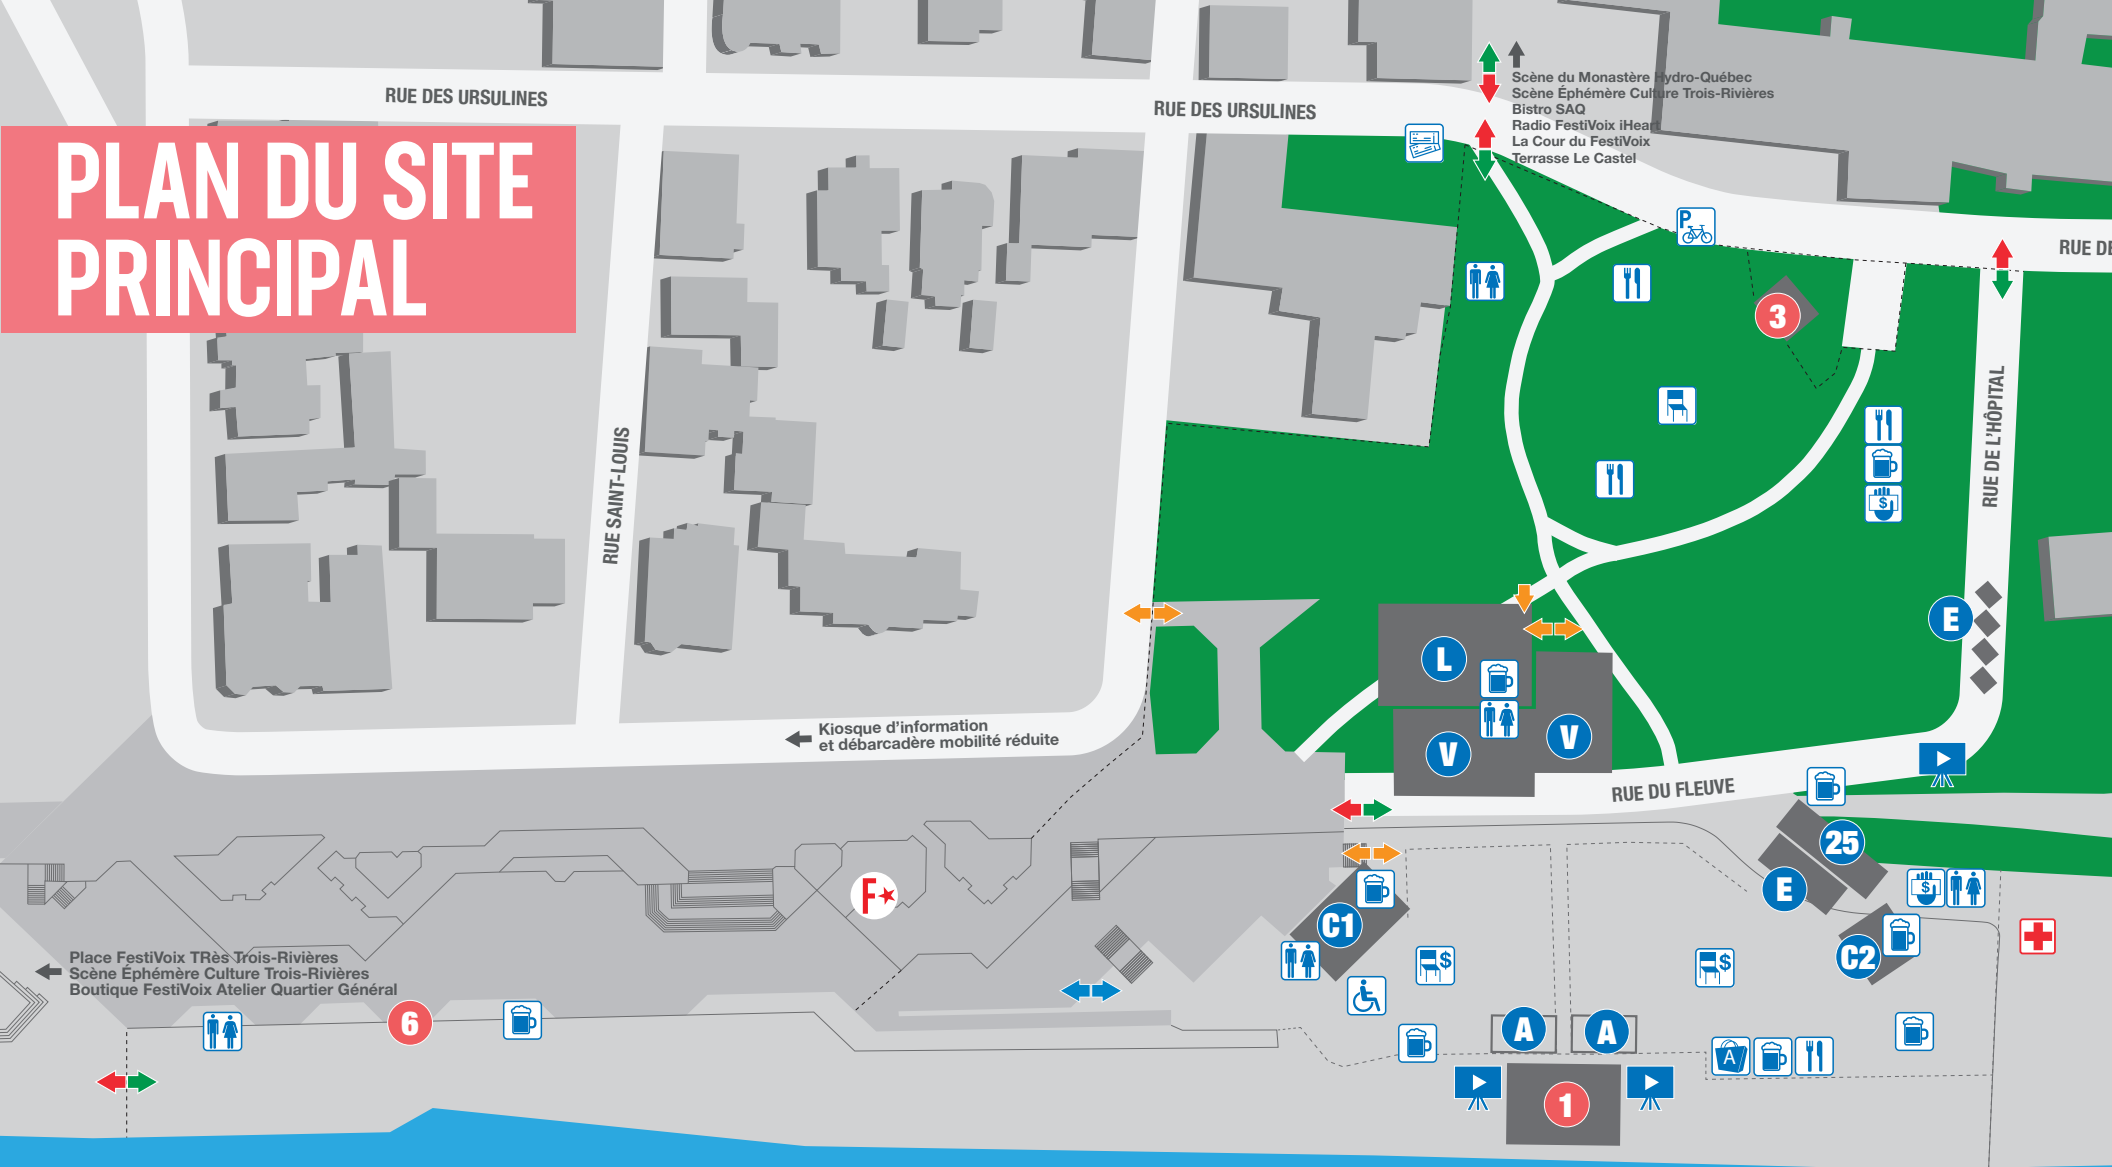 PLAN DU SITE
PRINCIPAL
RUE DES URSULINES
RUE DES URSULINES
Scène du Monastère Hydro-Québec
Scène Éphémère Culture Trois-Rivières
Bistro SAQ
Radio FestiVoix iHeart
La Cour du FestiVoix
Terrasse Le Castel
P
RUE DE
3
RUE SAINT-LOUIS
RUE DE L'HÔPITAL
$
E
L
V
V
Kiosque d'information
et débarcadère mobilité réduite
RUE DU FLEUVE
25
E
$
F
C1
C2
$
$
Place FestiVoix TRès Trois-Rivières
Scène Éphémère Culture Trois-Rivières
Boutique FestiVoix Atelier Quartier Général
6
A
A
A
1